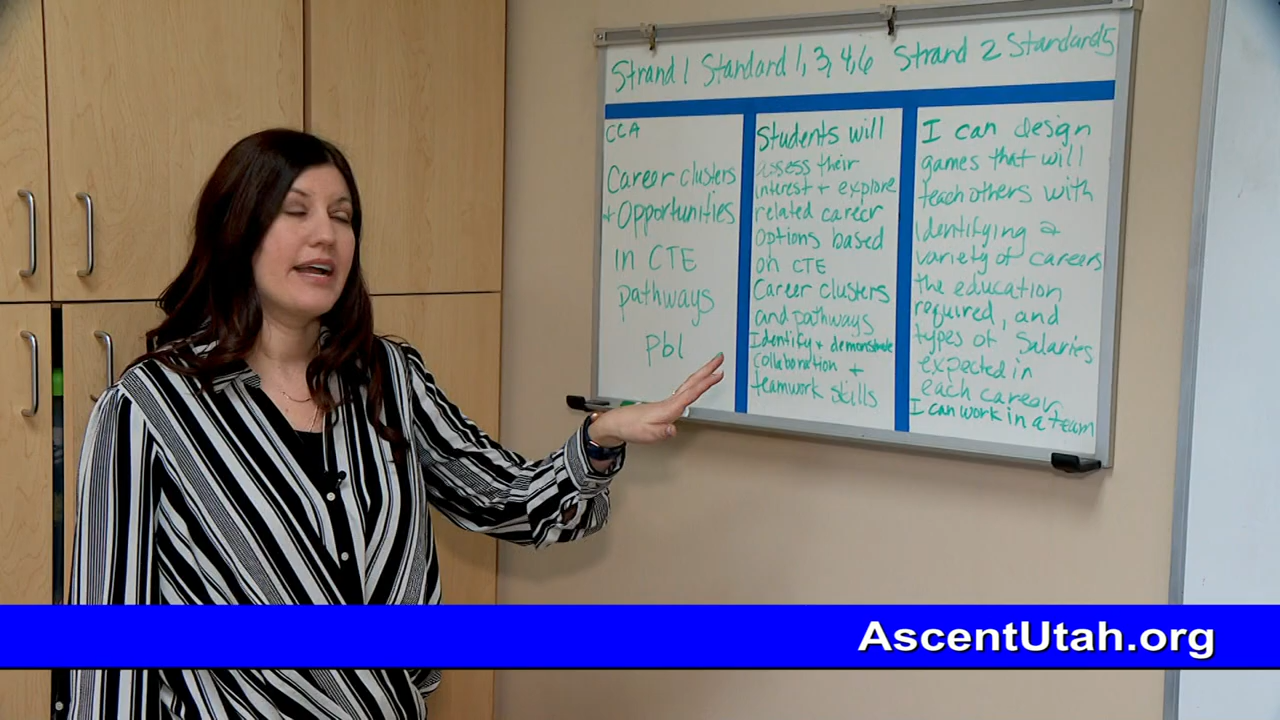 Strand 1 Standard 1, 3, 4, 6 Strand 2 Standard 5
CCA
Career clusters
+ Opportunities
in CTE
pathways
Pbl
Students will
assess their
interest + explore
related career
options based
on CTE
Career clusters
and pathways
Identify + demonstrate
collaboration +
teamwork skills
I can design
games that will
teach others with
identifying a
variety of careers
the education
required, and
types of salaries
expected in
each career
I can work in a team
AscentUtah.org